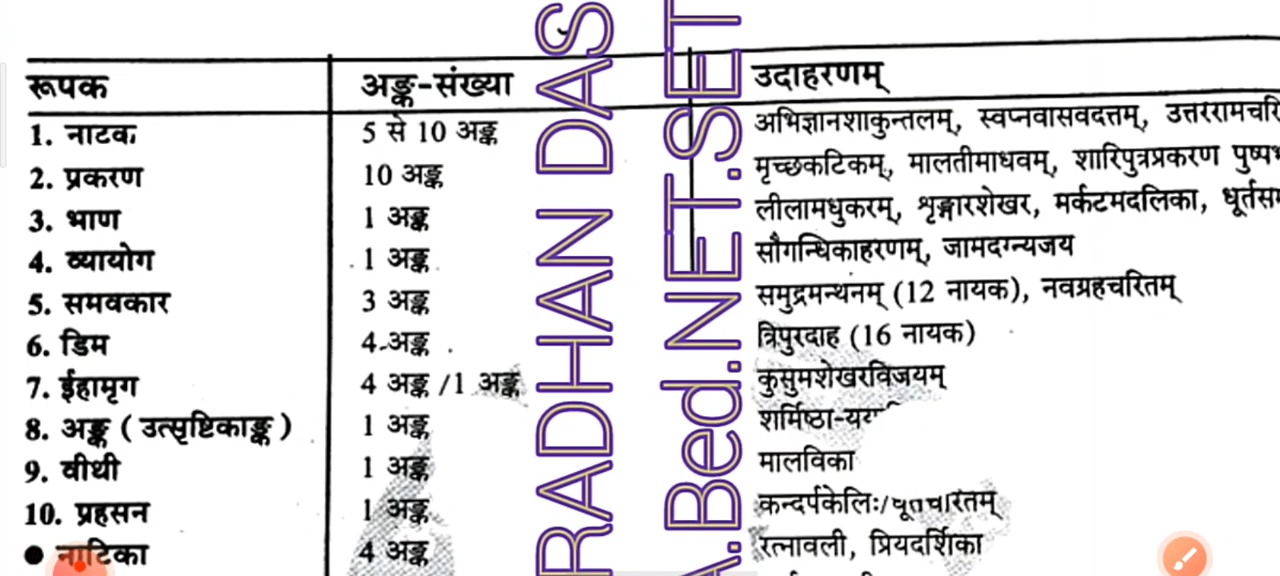 रूपक अङ्क-संख्या उदाहरणम्
1. नाटक 5 से 10 अङ्क अभिज्ञानशाकुन्तलम्, स्वप्नवासवदत्तम्, उत्तररामचरि
2. प्रकरण 10 अङ्क मृच्छकटिकम्, मालतीमाधवम्, शारिपुत्रप्रकरण
3. भाण 1 अङ्क लीलामधुकरम्, शृङ्गारशेखर, मर्कटमदलिका,
4. व्यायोग 1 अङ्क सौगन्धिकाहरणम्, जामदग्न्यजय
5. समवकार 3 अङ्क समुद्रमन्थनम् (12 नायक), नवग्रहचरितम्
6. डिम 4 अङ्क त्रिपुरदाह (16 नायक)
7. ईहामृग 4 अङ्क /1 अङ्क कुसुमशेखरविजयम्
8. अङ्क ( उत्सृष्टिकाङ्क ) 1 अङ्क शर्मिष्ठा-
9. वीथी 1 अङ्क मालविका
10. प्रहसन 1 अङ्क कन्दर्पकेलिः/धूर्तचरितम्
● नाटिका 4 अङ्क रत्नावली, प्रियदर्शिका
RADHAN DAS
A.Bed.NET.SET